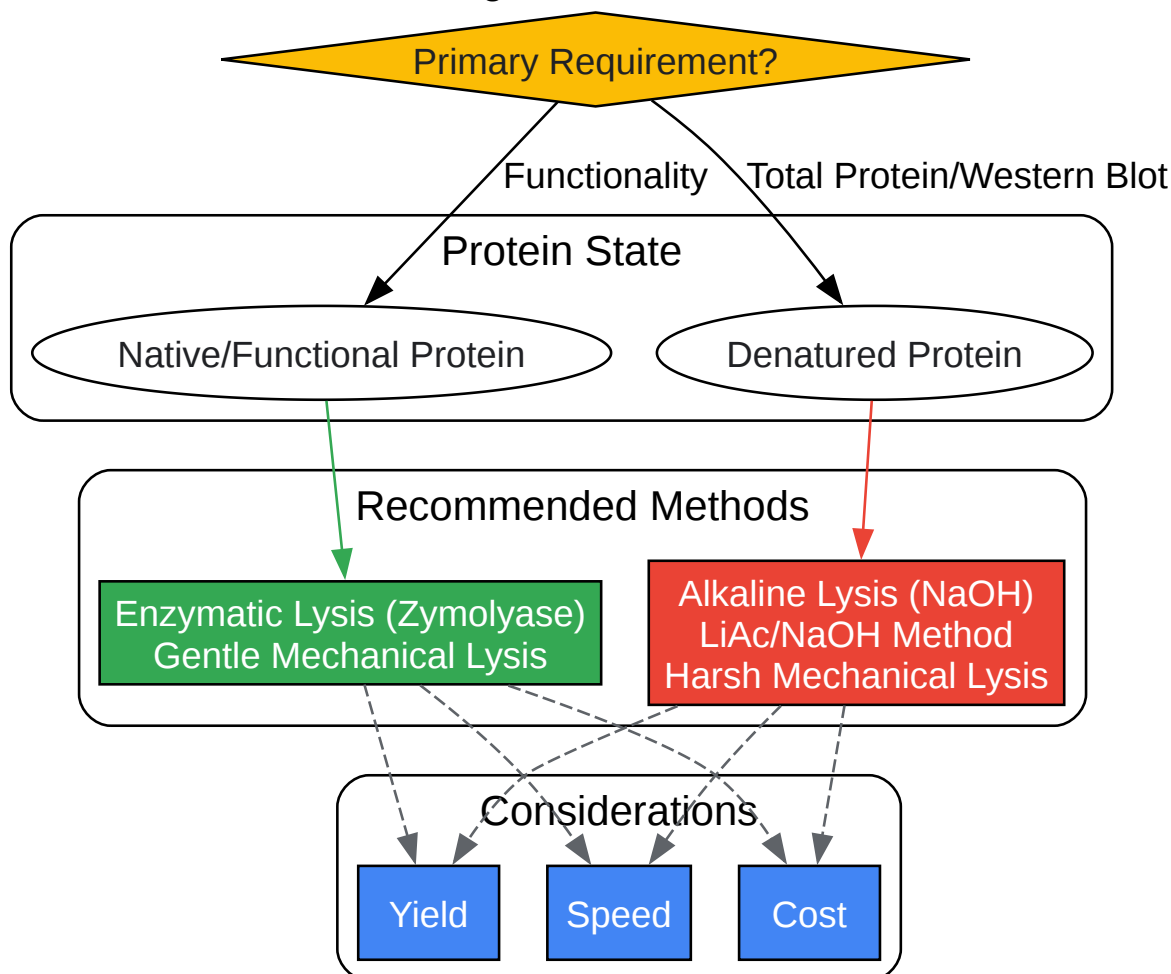 Primary Requirement?
Functionality
Total Protein/Western Blot
Protein State
Native/Functional Protein
Denatured Protein
Recommended Methods
Enzymatic Lysis (Zymolyase)
Gentle Mechanical Lysis
Alkaline Lysis (NaOH)
LiAc/NaOH Method
Harsh Mechanical Lysis
Considerations
Yield
Speed
Cost